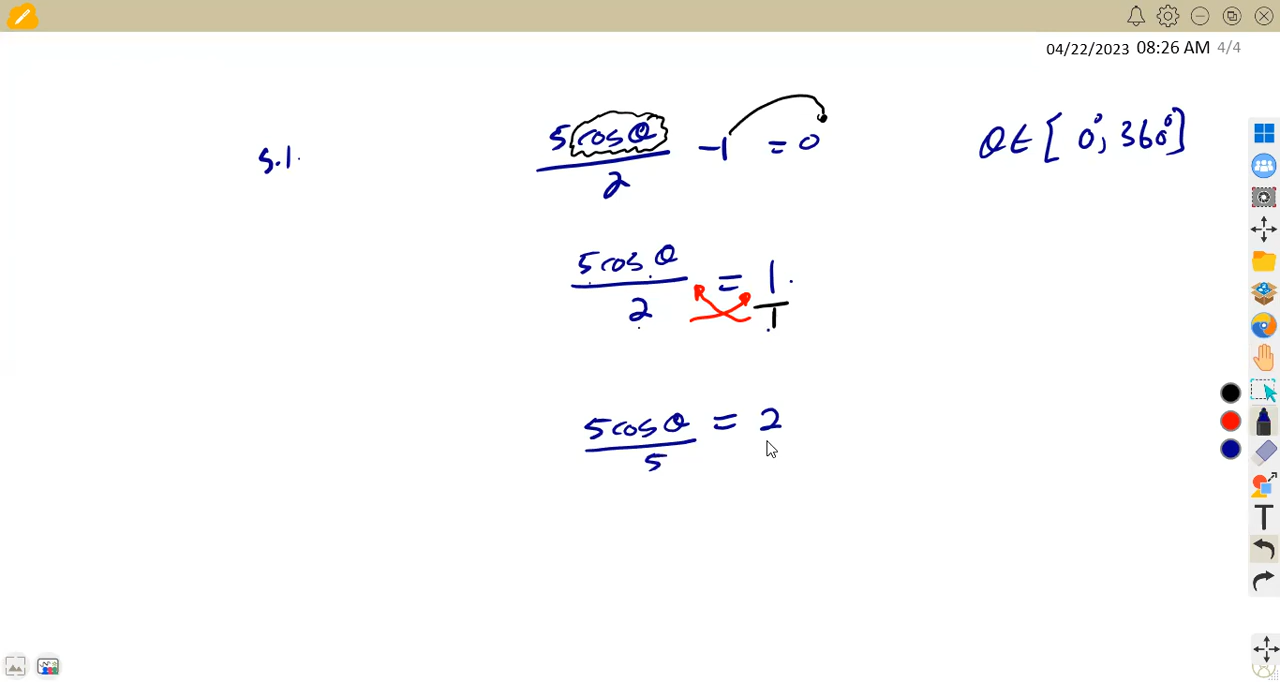 04/22/2023 08:26 AM 4/4
5.1. 5cosθ/2 -1 = 0 θ∈[0°; 360°]
5cosθ/2 = 1/1
5cosθ/5 = 2
T